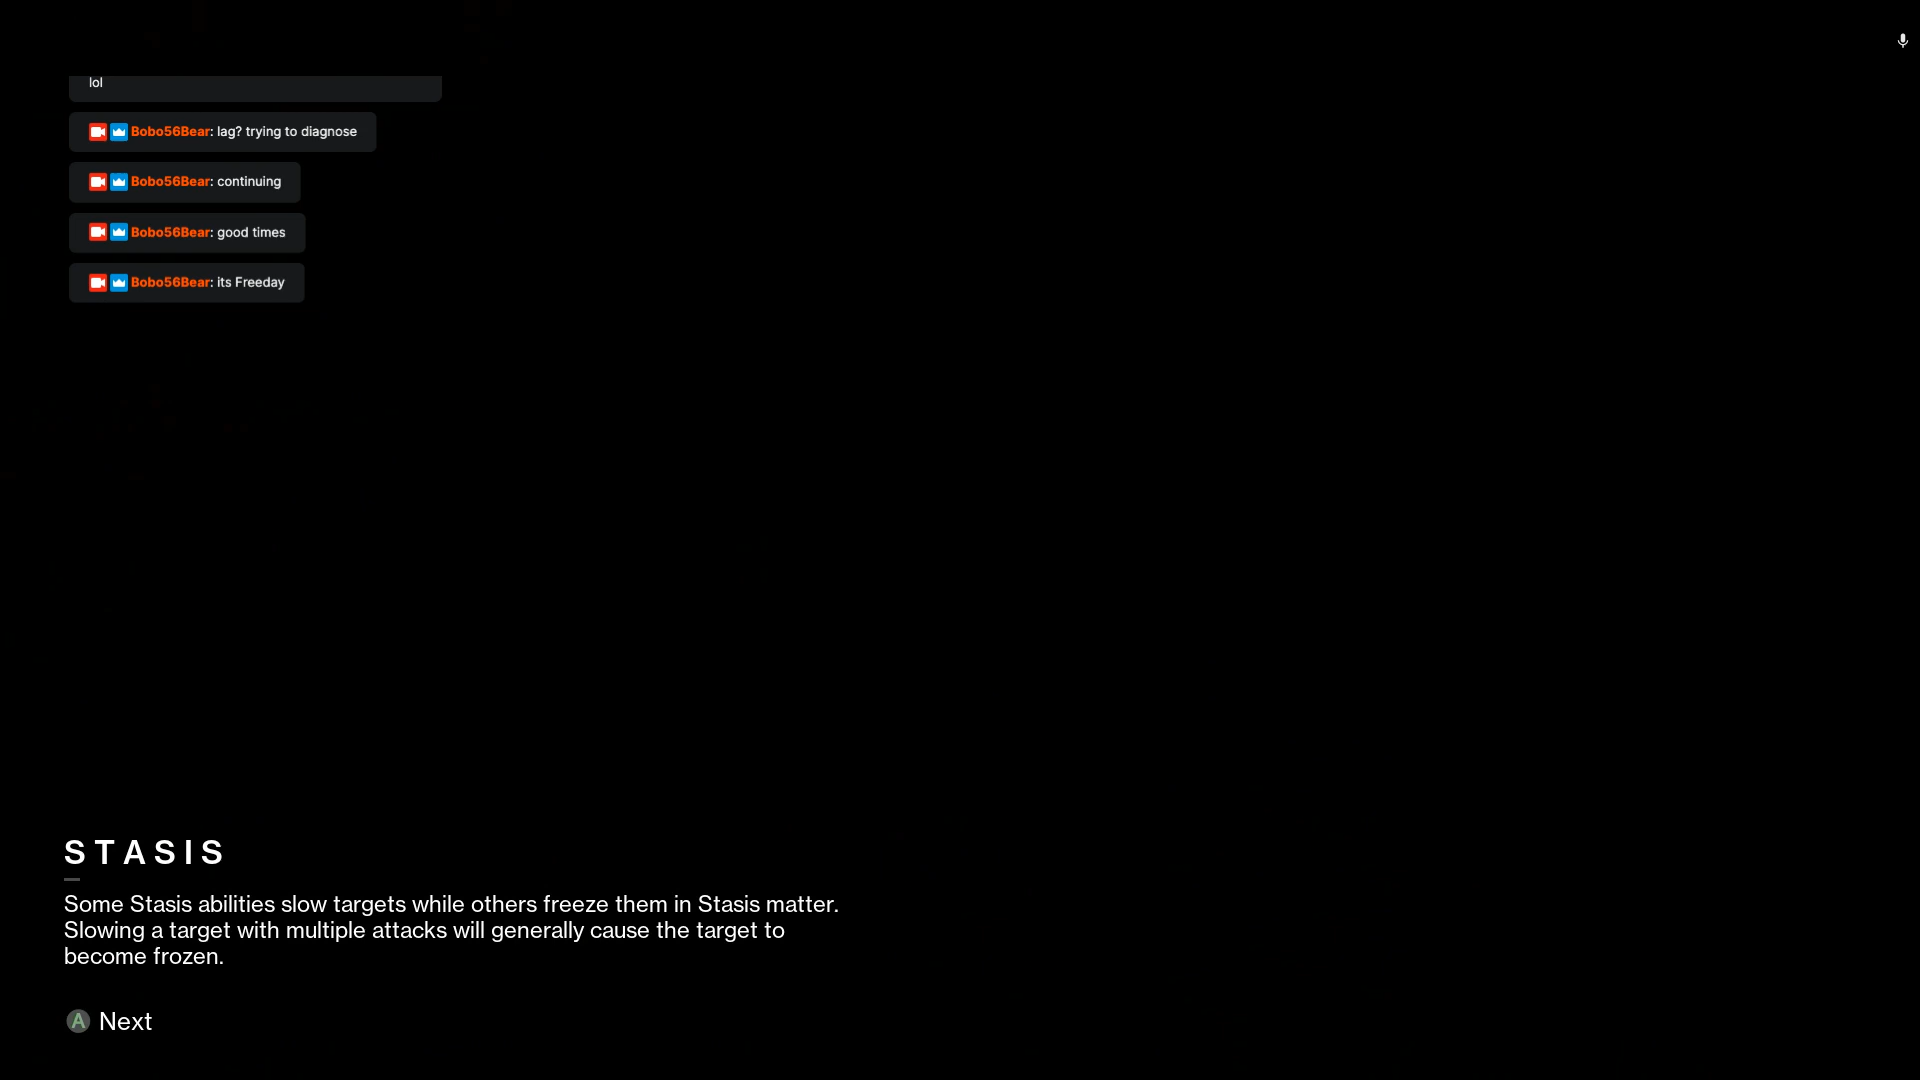 lol
Bobo56Bear: lag? trying to diagnose
Bobo56Bear: continuing
Bobo56Bear: good times
Bobo56Bear: its Freeday
STASIS
Some Stasis abilities slow targets while others freeze them in Stasis matter.
Slowing a target with multiple attacks will generally cause the target to
become frozen.
A Next